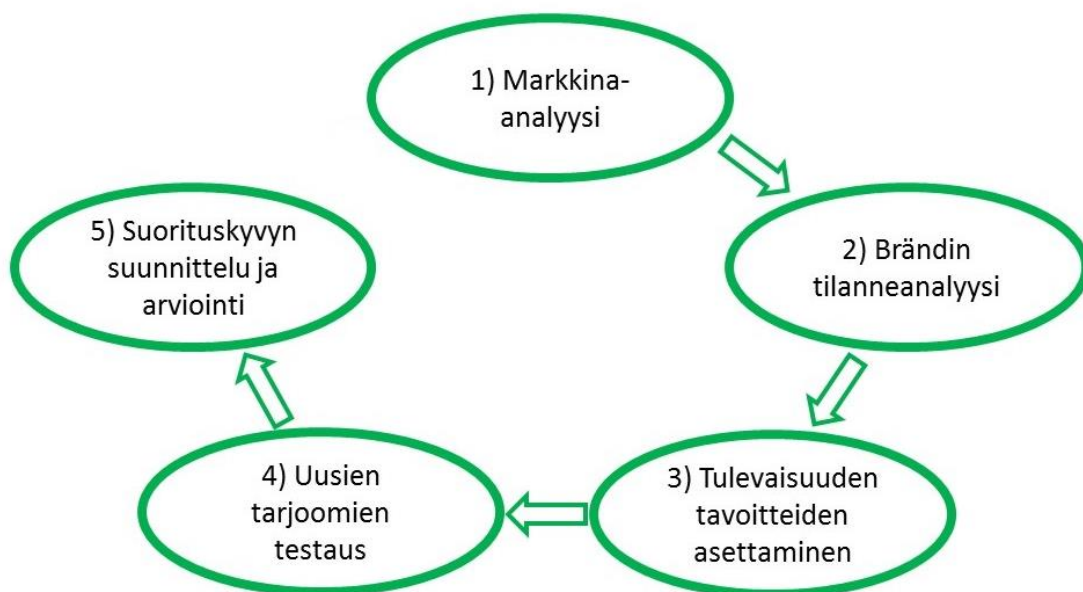 1) Markkina-
analyysi
2) Brändin
tilanneanalyysi
3) Tulevaisuuden
tavoitteiden
asettaminen
4) Uusien
tarjoomien
testaus
5) Suorituskyvyn
suunnittelu ja
arviointi